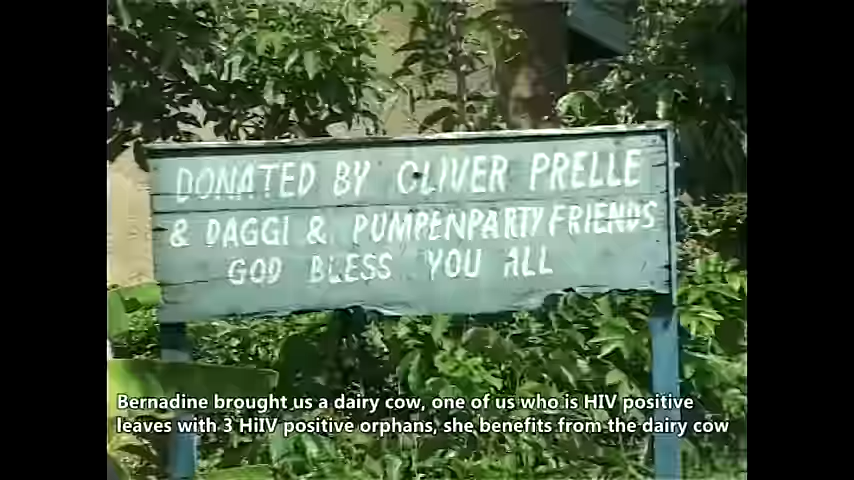 DONATED BY OLIVER PRELLE
& DAGGI & PUMPENPARTY FRIENDS
GOD BLESS YOU ALL
Bernadine brought us a dairy cow, one of us who is HIV positive
leaves with 3 HiIV positive orphans, she benefits from the dairy cow